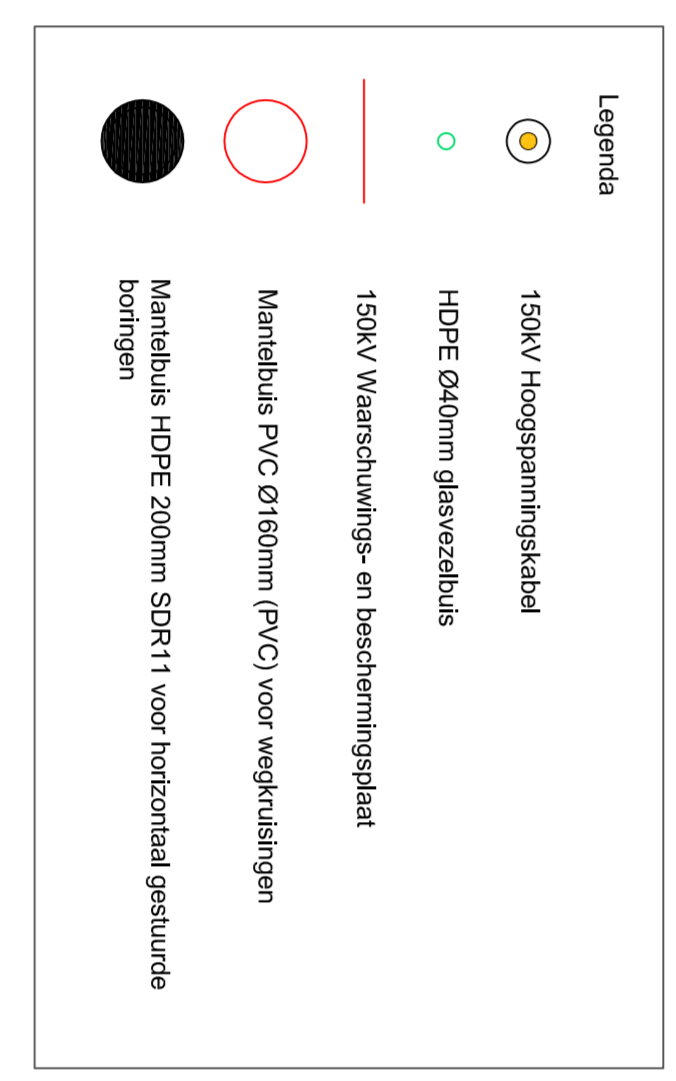 Legenda
150kV Hoogspanningskabel
HDPE Ø40mm glasvezelbuis
150kV Waarschuwings- en beschermingsplaat
Mantelbuis PVC Ø160mm (PVC) voor wegkruisingen
Mantelbuis HDPE 200mm SDR11 voor horizontaal gestuurde
boringen